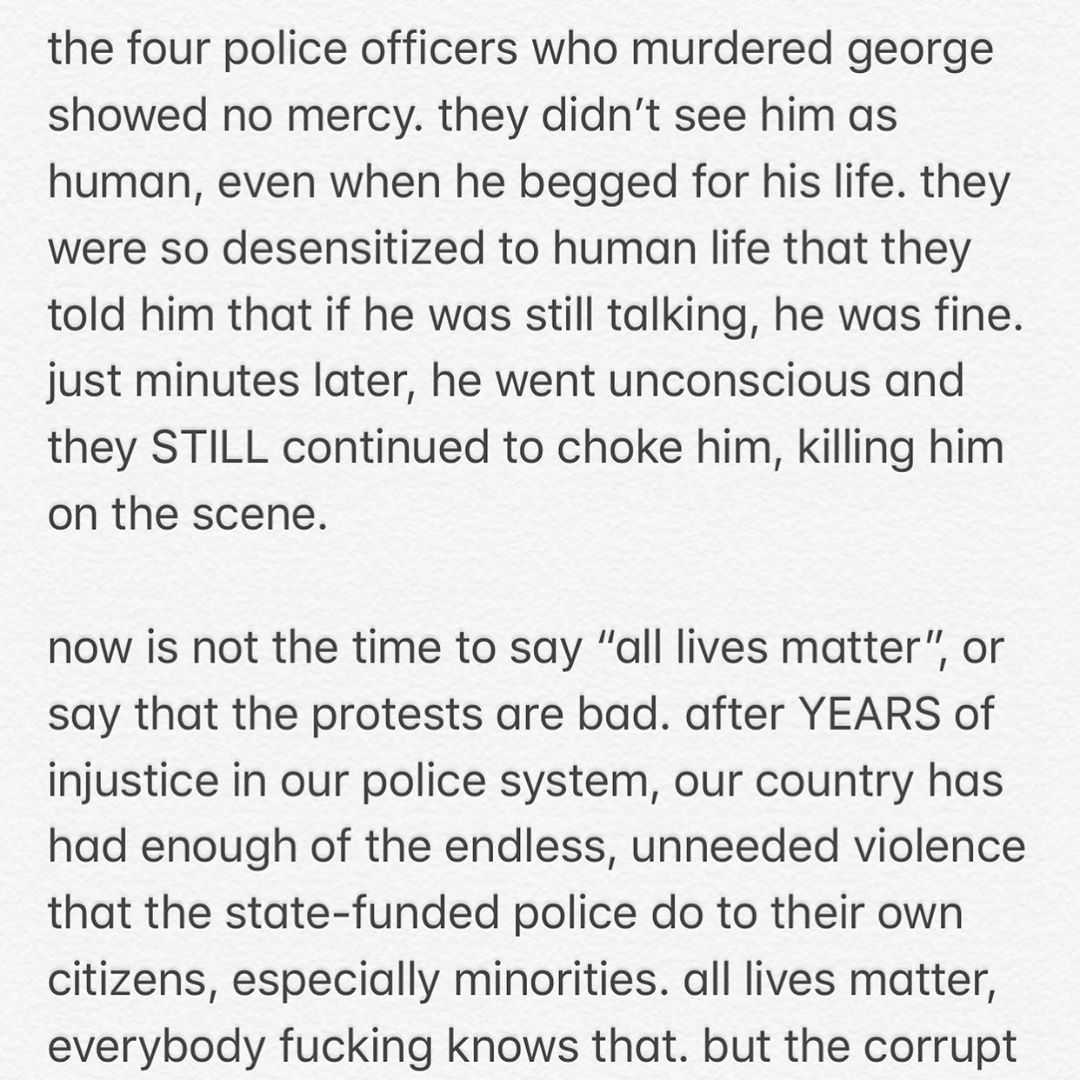 the four police officers who murdered george
showed no mercy. they didn’t see him as
human, even when he begged for his life. they
were so desensitized to human life that they
told him that if he was still talking, he was fine.
just minutes later, he went unconscious and
they STILL continued to choke him, killing him
on the scene.
now is not the time to say “all lives matter”, or
say that the protests are bad. after YEARS of
injustice in our police system, our country has
had enough of the endless, unneeded violence
that the state-funded police do to their own
citizens, especially minorities. all lives matter,
everybody fucking knows that. but the corrupt